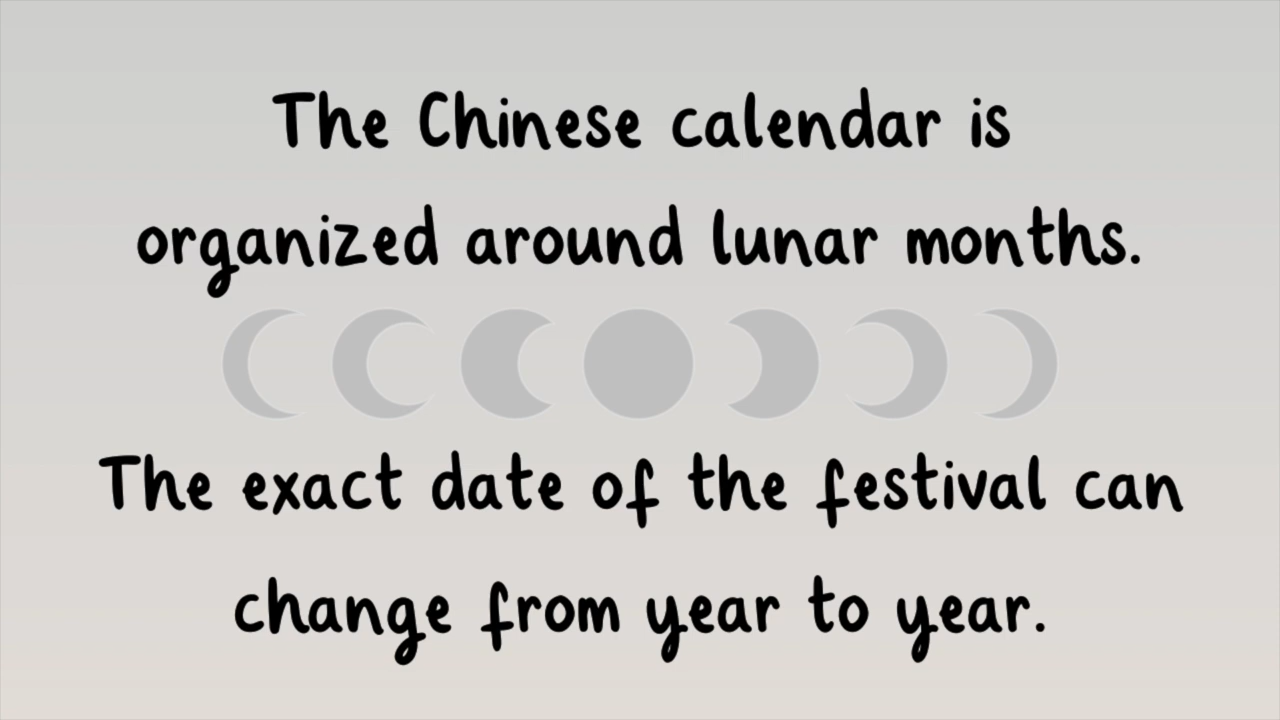 The Chinese calendar is
organized around lunar months.
The exact date of the festival can
change from year to year.